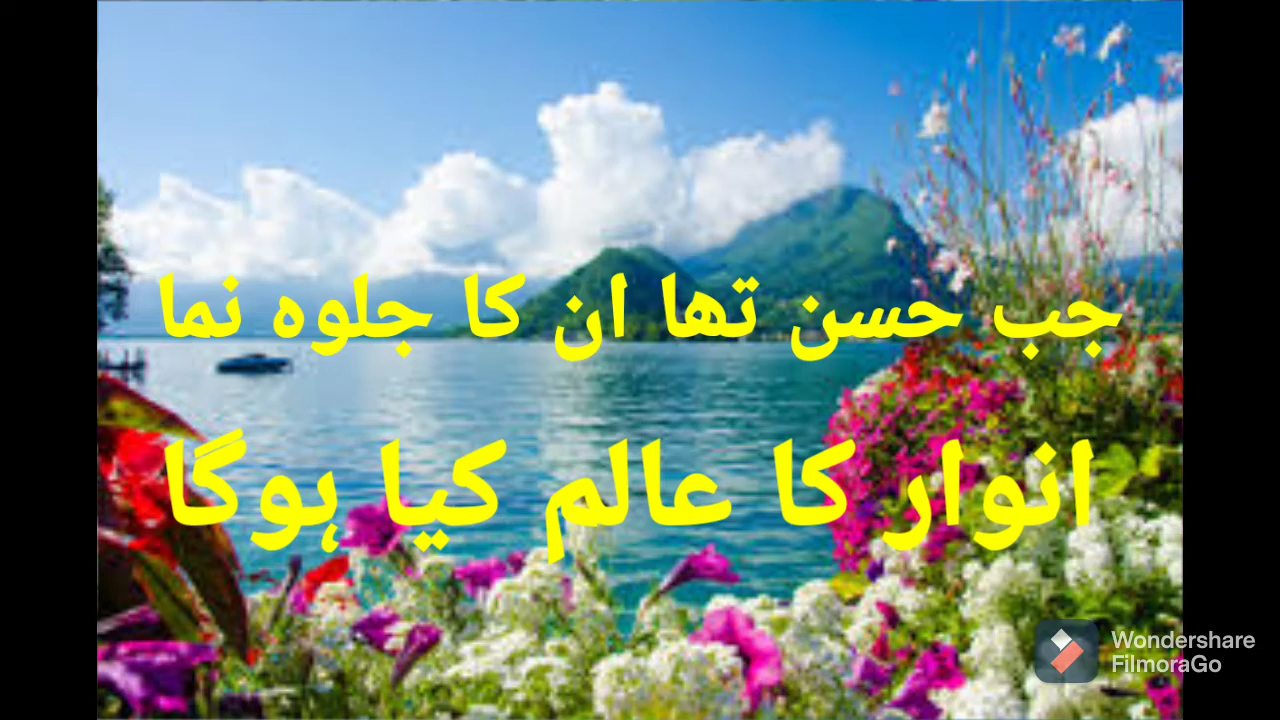 جب حسن تھا ان کا جلوہ نما
انوار کا عالم کیا ہوگا
Wondershare
FilmoraGo